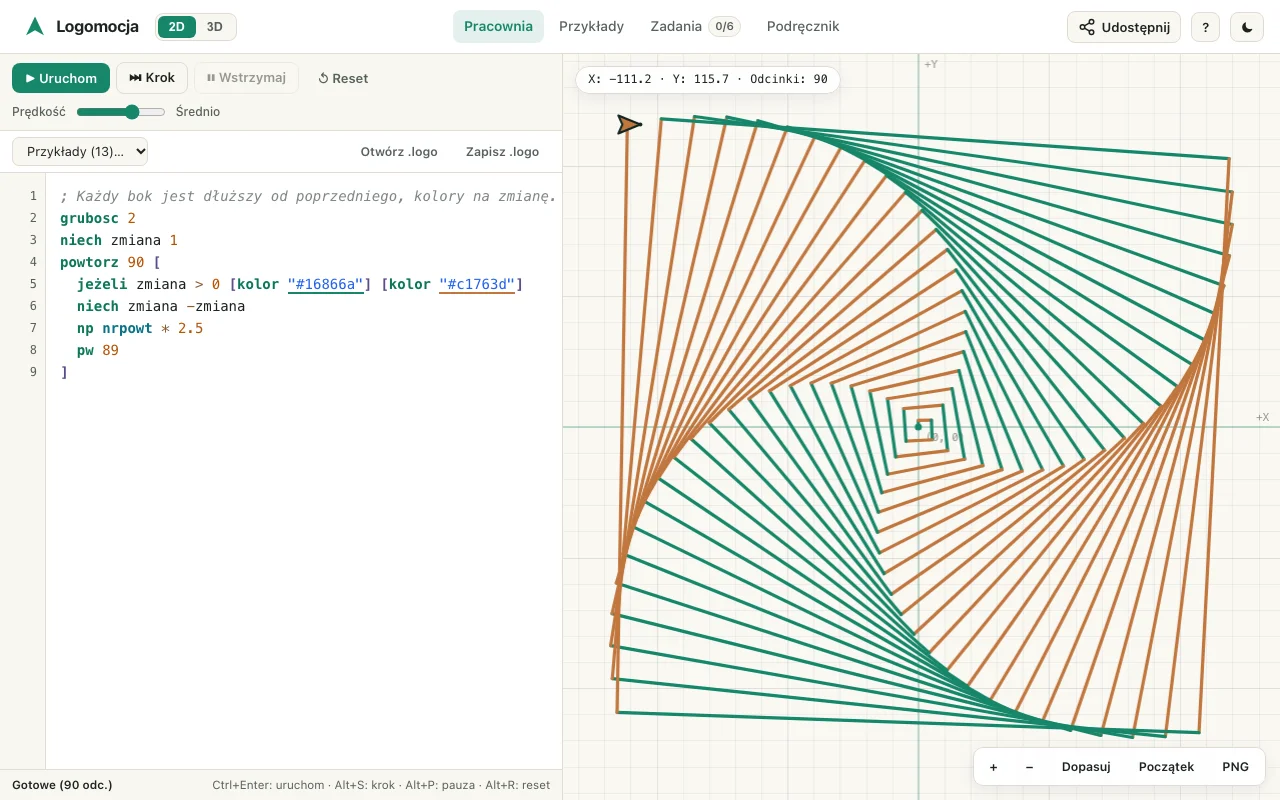 Logomocja
2D 3D
Pracownia Przykłady Zadania 0/6 Podręcznik
Udostępnij ?
Uruchom Krok Wstrzymaj Reset
Prędkość Średnio
Przykłady (13)... Otwórz .logo Zapisz .logo
1 ; Każdy bok jest dłuższy od poprzedniego, kolory na zmianę.
2 grubosc 2
3 niech zmiana 1
4 powtorz 90 [
5 jeżeli zmiana > 0 [kolor "#16866a"] [kolor "#c1763d"]
6 niech zmiana −zmiana
7 np nrpowt * 2.5
8 pw 89
9 ]
X: −111.2 · Y: 115.7 · Odcinki: 90
+Y
+X
(0, 0)
+ − Dopasuj Początek PNG
Gotowe (90 odc.) Ctrl+Enter: uruchom · Alt+S: krok · Alt+P: pauza · Alt+R: reset